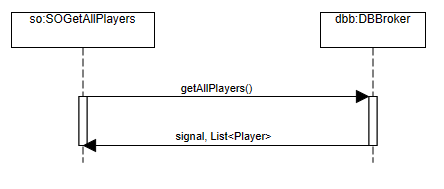 so:SOGetAllPlayers
dbb:DBBroker
getAllPlayers()
signal, List<Player>